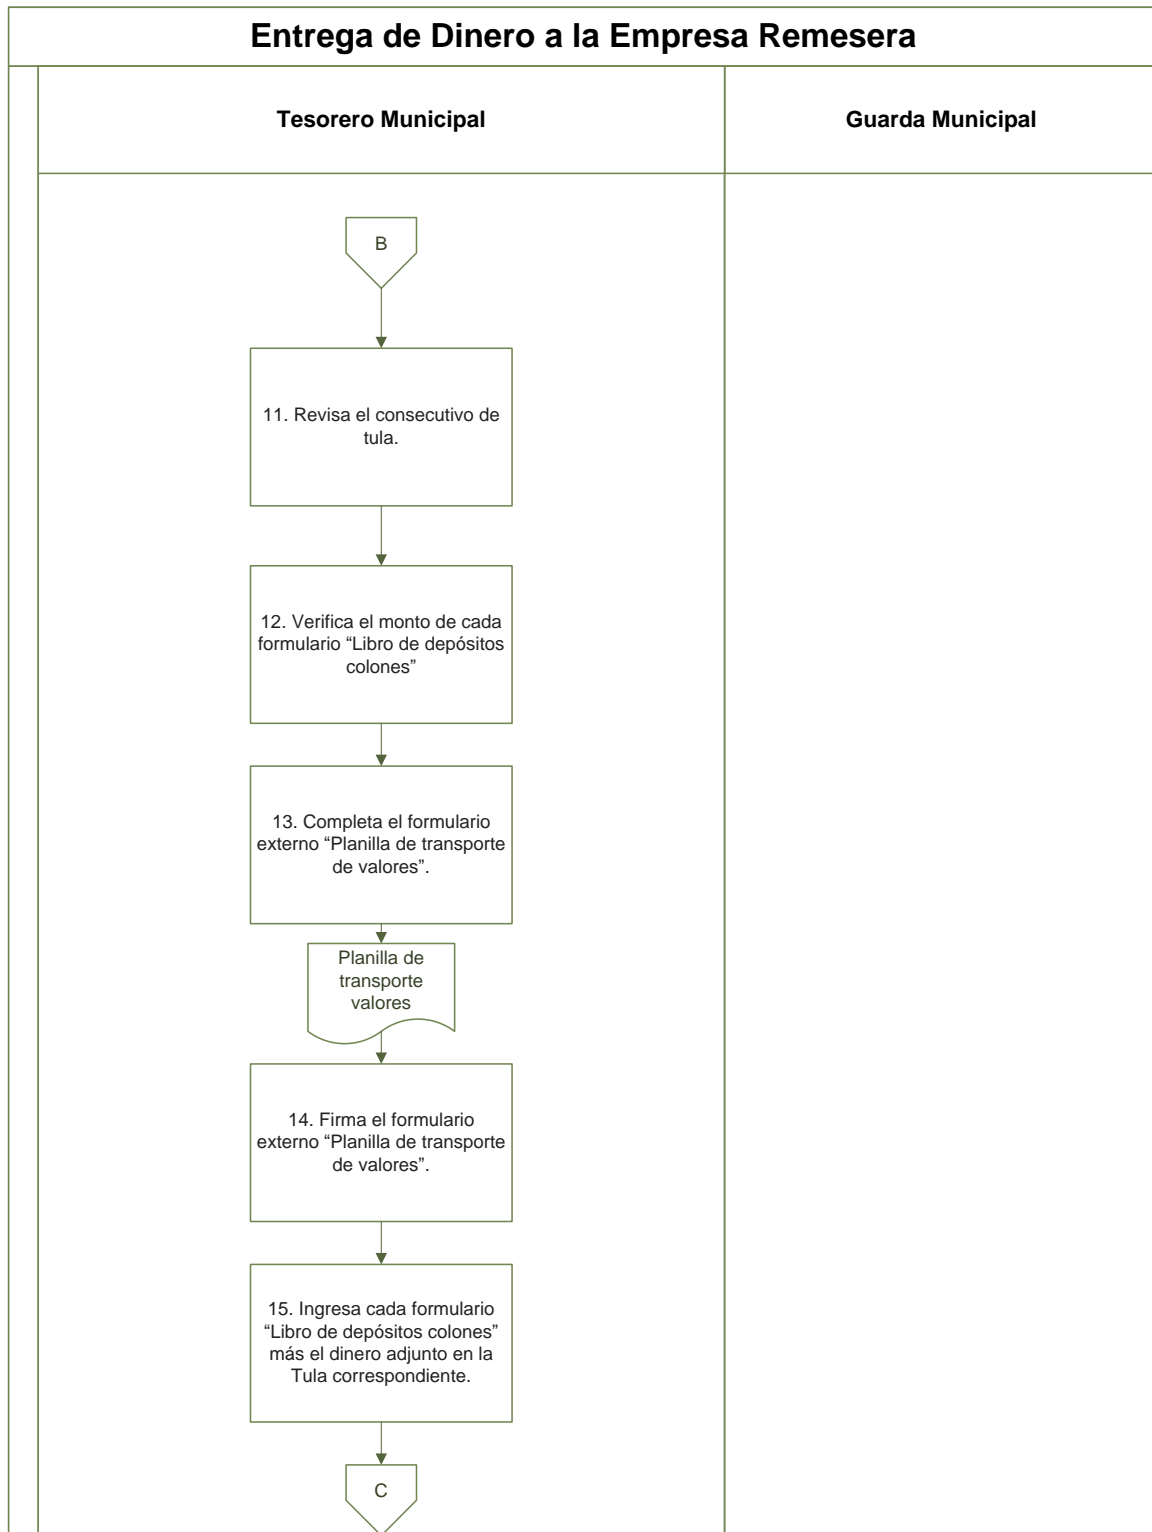 Entrega de Dinero a la Empresa Remesera
Tesorero Municipal
Guarda Municipal
B
11. Revisa el consecutivo de
tula.
12. Verifica el monto de cada
formulario “Libro de depósitos
colones”
13. Completa el formulario
externo “Planilla de transporte
de valores”.
Planilla de
transporte
valores
14. Firma el formulario
externo “Planilla de transporte
de valores”.
15. Ingresa cada formulario
“Libro de depósitos colones”
más el dinero adjunto en la
Tula correspondiente.
C